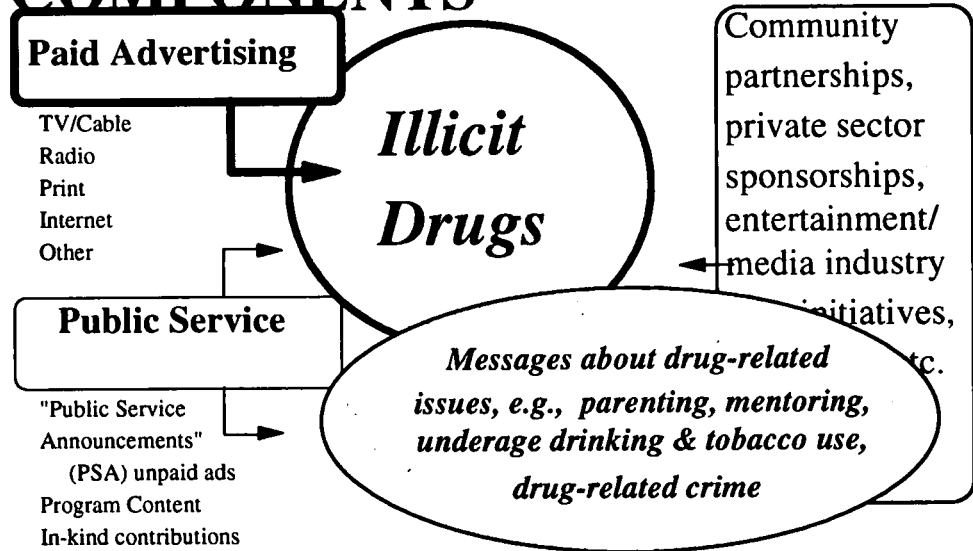 COMPONENTS
Paid Advertising
TV/Cable
Radio
Print
Internet
Other
Illicit
Drugs
Community
partnerships,
private sector
sponsorships,
entertainment/
media industry
Public Service
"Public Service
Announcements"
(PSA) unpaid ads
Program Content
In-kind contributions
Messages about drug-related
issues, e.g., parenting, mentoring,
underage drinking & tobacco use,
drug-related crime